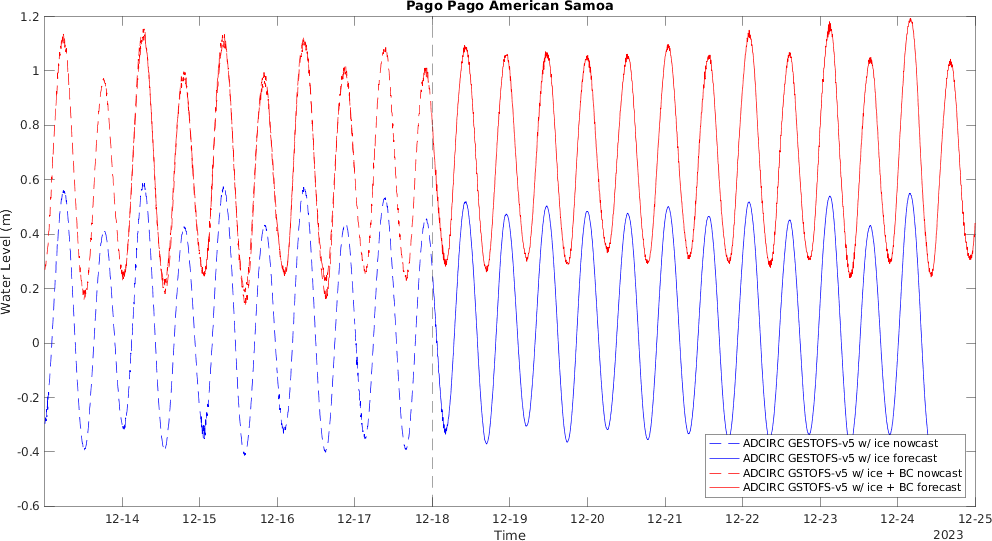 Pago Pago American Samoa
1.2
1
0.8
0.6
0.4
0.2
0
-0.2
-0.4
-0.6
Water Level (m)
ADCIRC GESTOFS-v5 w/ ice nowcast
ADCIRC GESTOFS-v5 w/ ice forecast
ADCIRC GSTOFS-v5 w/ ice + BC nowcast
ADCIRC GSTOFS-v5 w/ ice + BC forecast
12-14 12-15 12-16 12-17 12-18 12-19 12-20 12-21 12-22 12-23 12-24 12-25
Time
2023